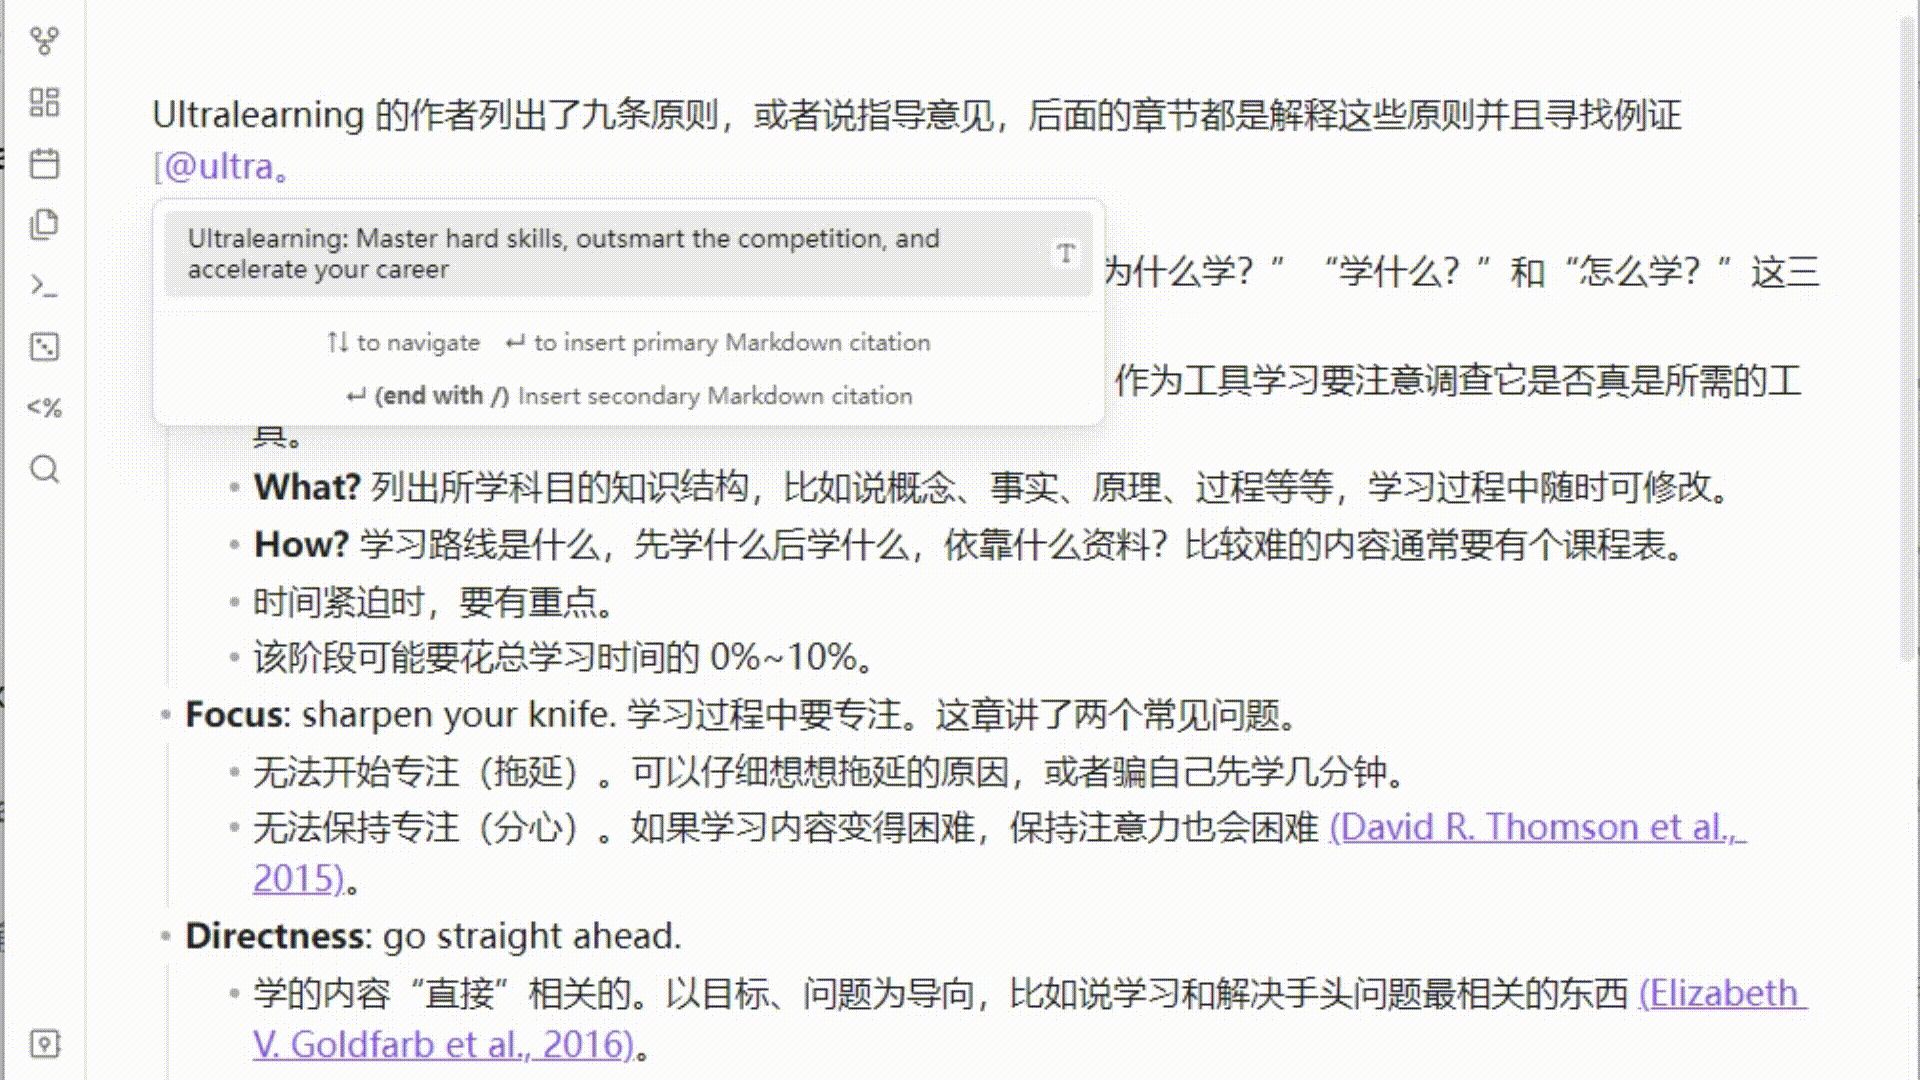 Ultralearning 的作者列出了九条原则，或者说指导意见，后面的章节都是解释这些原则并且寻找例证
[@ultra。
Ultralearning: Master hard skills, outsmart the competition, and
accelerate your career
T
为什么学？” “学什么？”和“怎么学？”这三
↑↓ to navigate ↵ to insert primary Markdown citation
作为工具学习要注意调查它是否真是所需的工
↵ (end with /) Insert secondary Markdown citation
具。
What? 列出所学科目的知识结构，比如说概念、事实、原理、过程等等，学习过程中随时可修改。
How? 学习路线是什么，先学什么后学什么，依靠什么资料？比较难的内容通常要有个课程表。
时间紧迫时，要有重点。
该阶段可能要花总学习时间的 0%~10%。
Focus: sharpen your knife. 学习过程中要专注。这章讲了两个常见问题。
无法开始专注（拖延）。可以仔细想想拖延的原因，或者骗自己先学几分钟。
无法保持专注（分心）。如果学习内容变得困难，保持注意力也会困难 (David R. Thomson et al.,
2015)。
Directness: go straight ahead.
学的内容“直接”相关的。以目标、问题为导向，比如说学习和解决手头问题最相关的东西 (Elizabeth
V. Goldfarb et al., 2016)。
<%